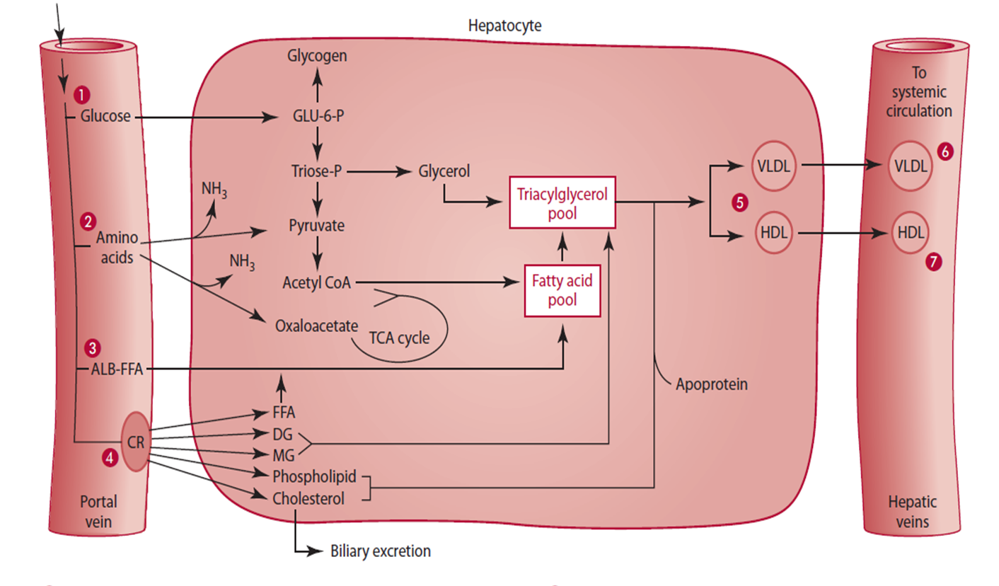 Hepatocyte
1
Glucose
2
Amino
acids
3
ALB-FFA
CR
4
Portal
vein
Glycogen
GLU-6-P
Triose-P
Glycerol
NH3
Pyruvate
NH3
Acetyl CoA
Oxaloacetate
TCA cycle
FFA
DG
MG
Phospholipid
Cholesterol
Biliary excretion
Triacylglycerol
pool
Fatty acid
pool
Apoprotein
5
VLDL
HDL
To
systemic
circulation
VLDL
6
HDL
7
Hepatic
veins